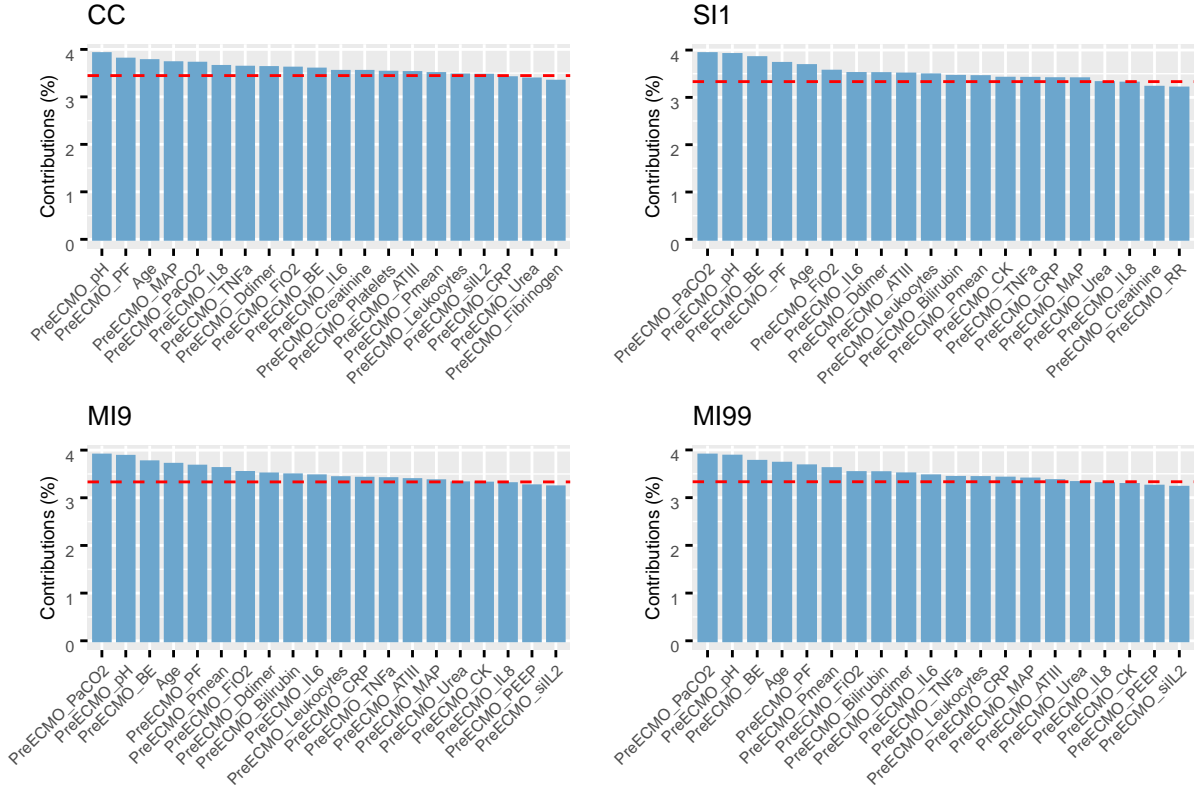 CC
Contributions (%)
4
3
2
1
0
PreECMO_pH
PreECMO_PF
Age
PreECMO_MAP
PreECMO_PaCO2
PreECMO_IL8
PreECMO_TNFa
PreECMO_Ddimer
PreECMO_FiO2
PreECMO_BE
PreECMO_IL6
PreECMO_Creatinine
PreECMO_Platelets
PreECMO_ATIII
PreECMO_Pmean
PreECMO_Leukocytes
PreECMO_siIL2
PreECMO_CRP
PreECMO_Urea
PreECMO_Fibrinogen
SI1
Contributions (%)
4
3
2
1
0
PreECMO_PaCO2
PreECMO_pH
PreECMO_BE
PreECMO_PF
Age
PreECMO_FiO2
PreECMO_IL6
PreECMO_Ddimer
PreECMO_ATIII
PreECMO_Leukocytes
PreECMO_Bilirubin
PreECMO_Pmean
PreECMO_CK
PreECMO_TNFa
PreECMO_CRP
PreECMO_MAP
PreECMO_Urea
PreECMO_IL8
PreECMO_Creatinine
PreECMO_RR
MI9
Contributions (%)
4
3
2
1
0
PreECMO_PaCO2
PreECMO_pH
PreECMO_BE
Age
PreECMO_PF
PreECMO_Pmean
PreECMO_FiO2
PreECMO_Ddimer
PreECMO_Bilirubin
PreECMO_IL6
PreECMO_Leukocytes
PreECMO_CRP
PreECMO_TNFa
PreECMO_ATIII
PreECMO_MAP
PreECMO_Urea
PreECMO_CK
PreECMO_IL8
PreECMO_PEEP
PreECMO_siIL2
MI99
Contributions (%)
4
3
2
1
0
PreECMO_PaCO2
PreECMO_pH
PreECMO_BE
Age
PreECMO_PF
PreECMO_Pmean
PreECMO_FiO2
PreECMO_Bilirubin
PreECMO_Ddimer
PreECMO_IL6
PreECMO_TNFa
PreECMO_Leukocytes
PreECMO_CRP
PreECMO_MAP
PreECMO_ATIII
PreECMO_Urea
PreECMO_IL8
PreECMO_CK
PreECMO_PEEP
PreECMO_siIL2